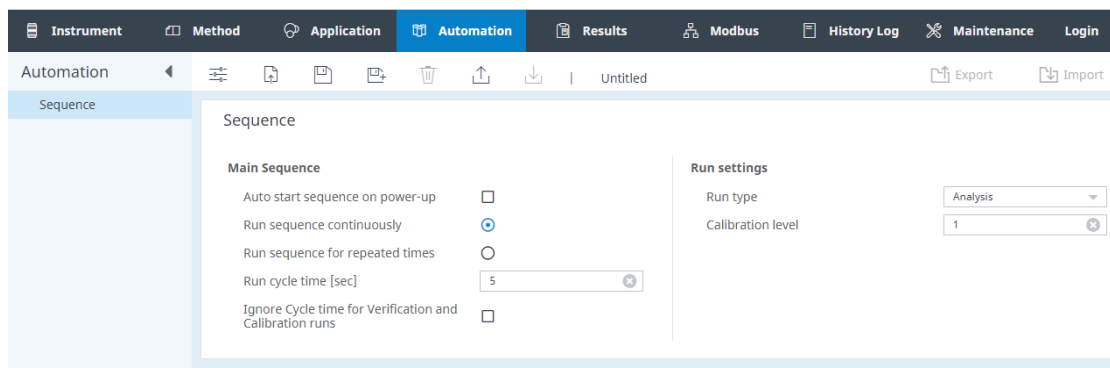 Instrument Method Application Automation Results Modbus History Log Maintenance Login
Automation | Untitled Export Import
Sequence
Sequence
Main Sequence Run settings
Auto start sequence on power-up Run type Analysis
Run sequence continuously Calibration level 1
Run sequence for repeated times
Run cycle time [sec] 5
Ignore Cycle time for Verification and
Calibration runs